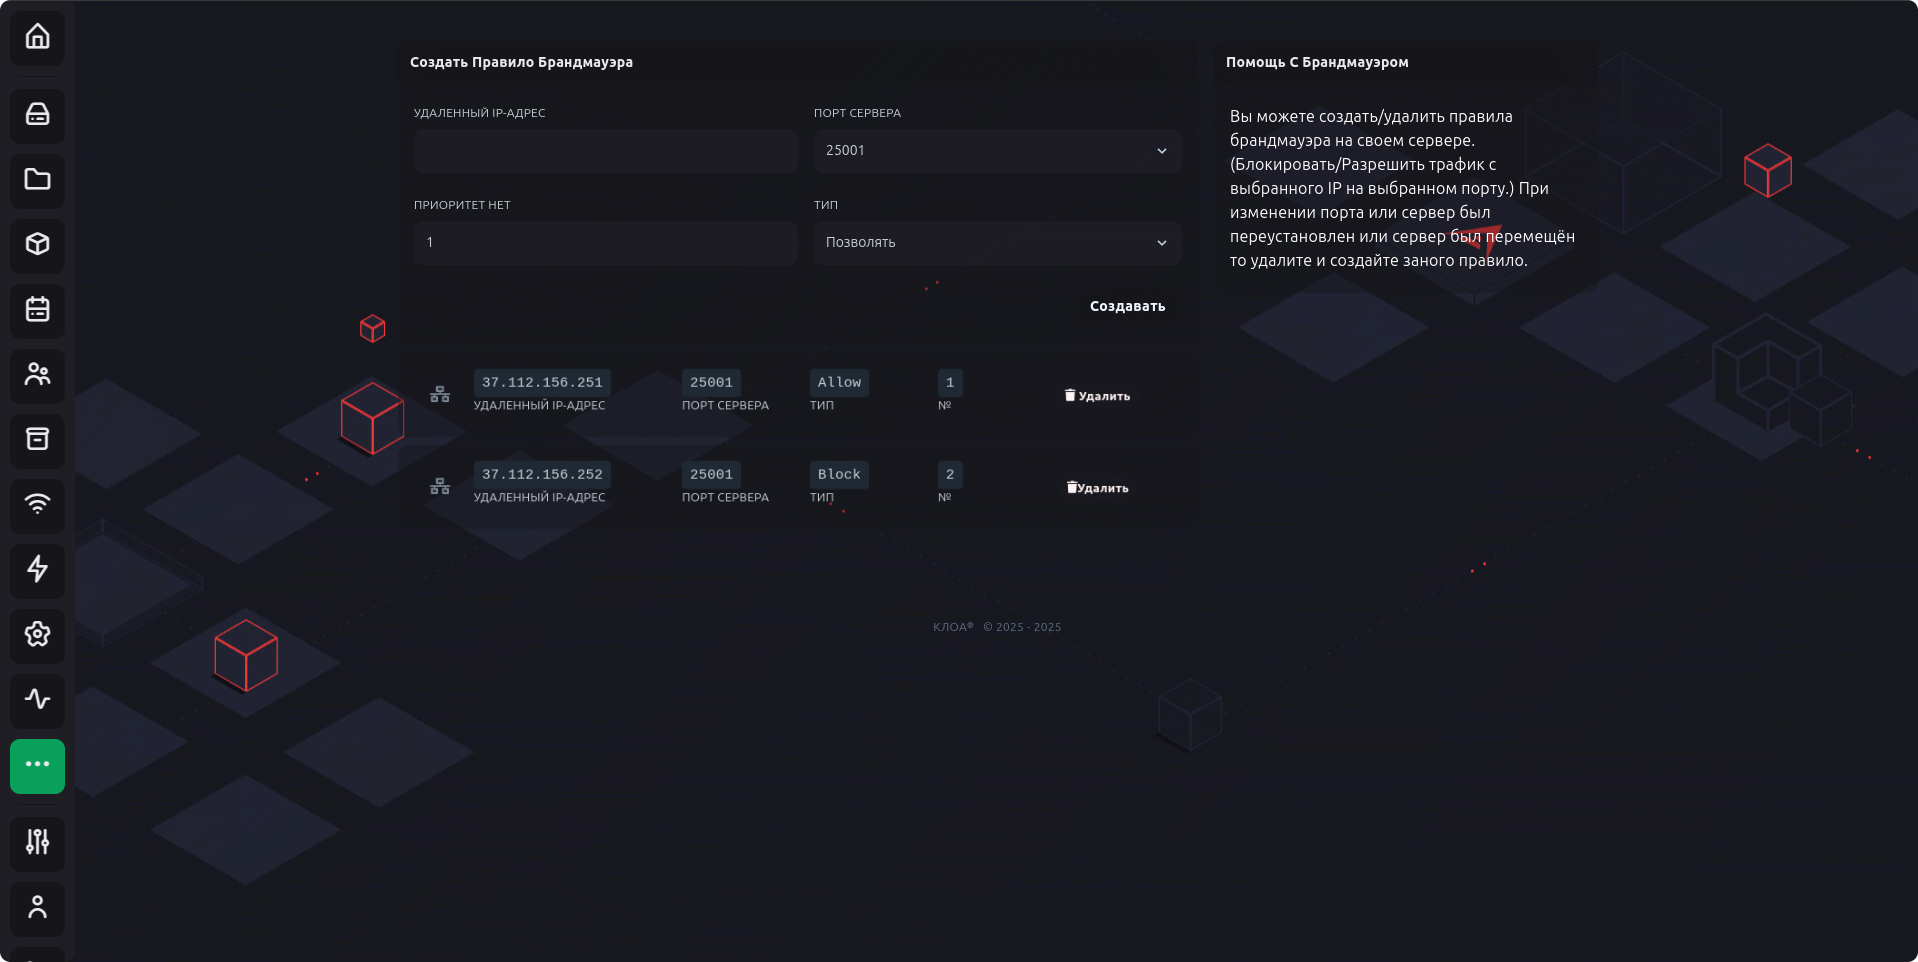 Создать Правило Брандмауэра
УДАЛЕННЫЙ IP-АДРЕС
ПОРТ СЕРВЕРА
25001
ПРИОРИТЕТ НЕТ
ТИП
1
Позволять
Создавать
37.112.156.251 25001 Allow 1
УДАЛЕННЫЙ IP-АДРЕС ПОРТ СЕРВЕРА ТИП №
Удалить
37.112.156.252 25001 Block 2
УДАЛЕННЫЙ IP-АДРЕС ПОРТ СЕРВЕРА ТИП №
Удалить
Помощь С Брандмауэром
Вы можете создать/удалить правила
брандмауэра на своем сервере.
(Блокировать/Разрешить трафик с
выбранного IP на выбранном порту.) При
изменении порта или сервер был
переустановлен или сервер был перемещён
то удалите и создайте заного правило.
КЛОА® © 2025 - 2025